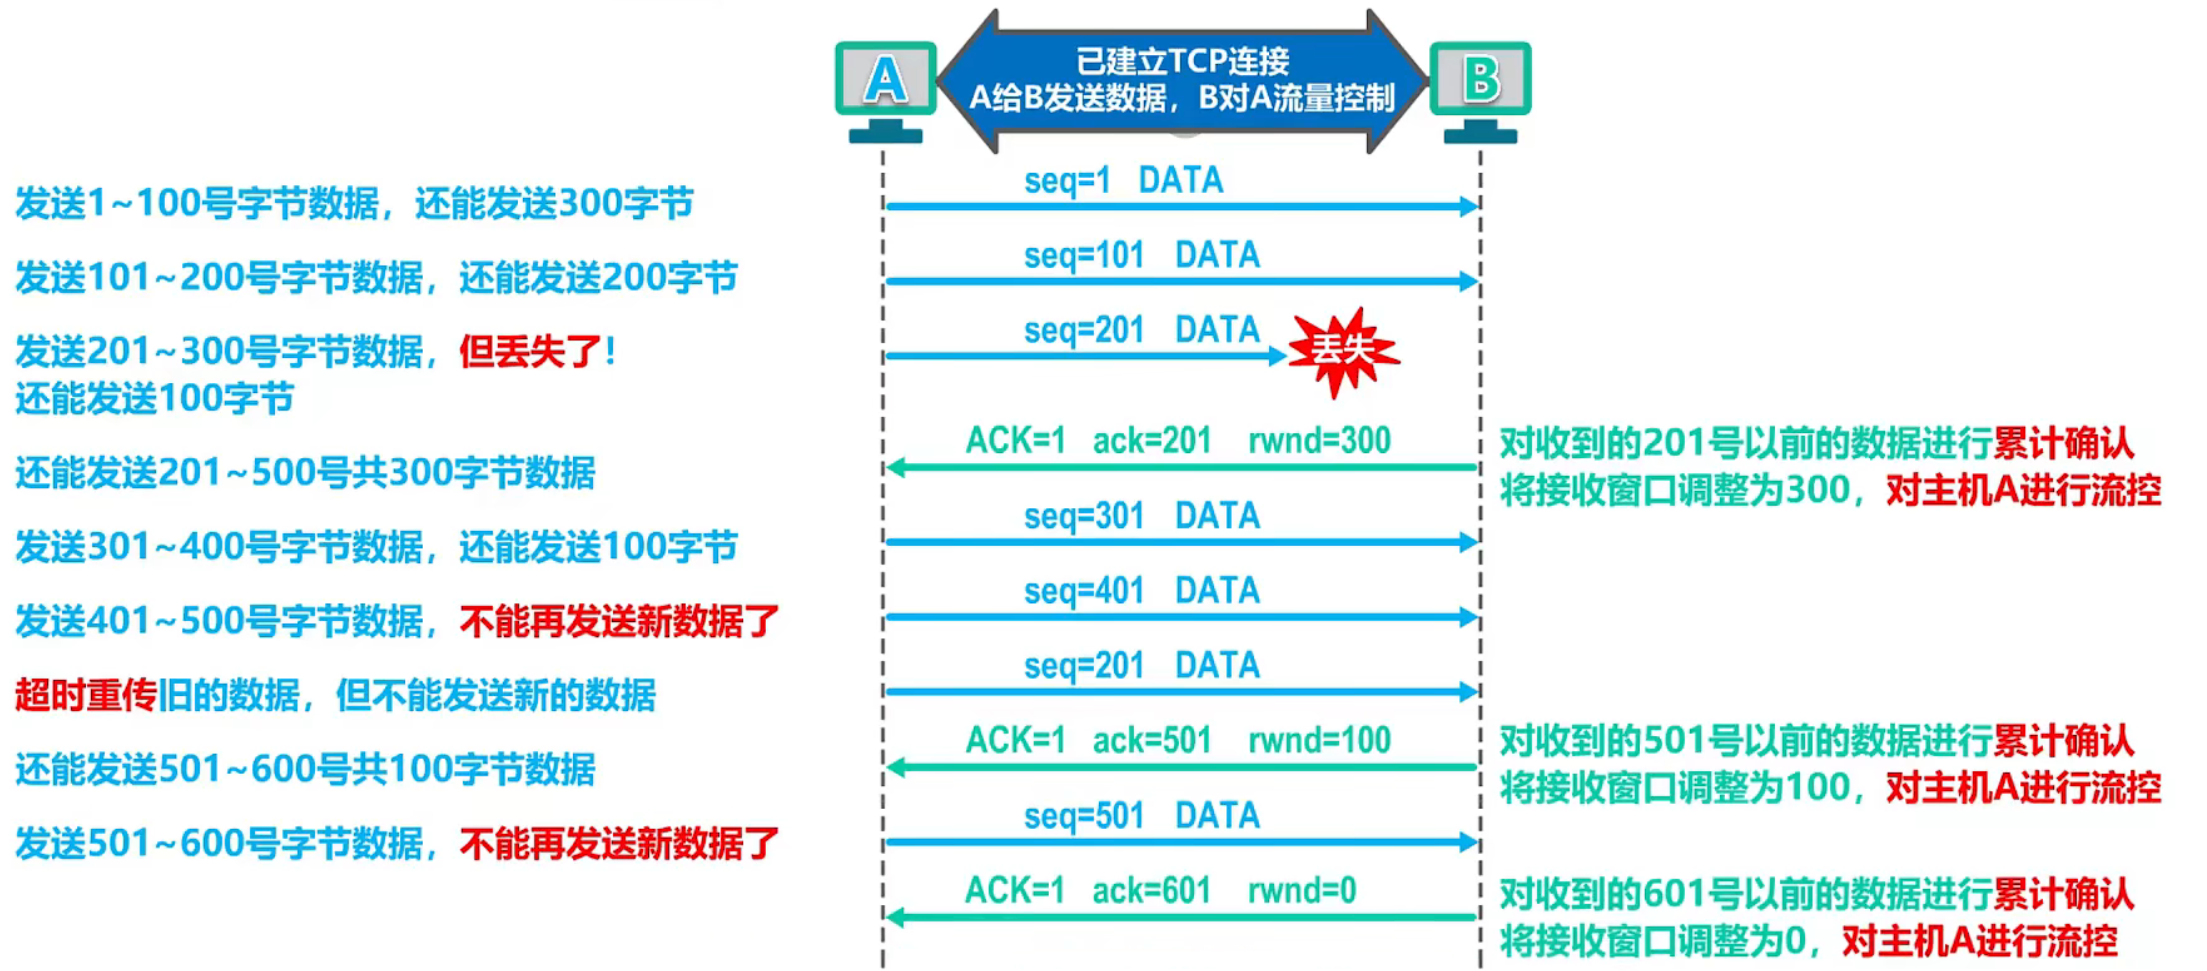 A
已建立TCP连接
A给B发送数据，B对A流量控制
B
seq=1 DATA
发送1~100号字节数据，还能发送300字节
seq=101 DATA
发送101~200号字节数据，还能发送200字节
seq=201 DATA
发送201~300号字节数据，但丢失了！
丢失
还能发送100字节
ACK=1 ack=201 rwnd=300
对收到的201号以前的数据进行累计确认
还能发送201~500号共300字节数据
将接收窗口调整为300，对主机A进行流控
seq=301 DATA
发送301~400号字节数据，还能发送100字节
seq=401 DATA
发送401~500号字节数据，不能再发送新数据了
seq=201 DATA
超时重传旧的数据，但不能发送新的数据
ACK=1 ack=501 rwnd=100
对收到的501号以前的数据进行累计确认
还能发送501~600号共100字节数据
将接收窗口调整为100，对主机A进行流控
seq=501 DATA
发送501~600号字节数据，不能再发送新数据了
ACK=1 ack=601 rwnd=0
对收到的601号以前的数据进行累计确认
将接收窗口调整为0，对主机A进行流控